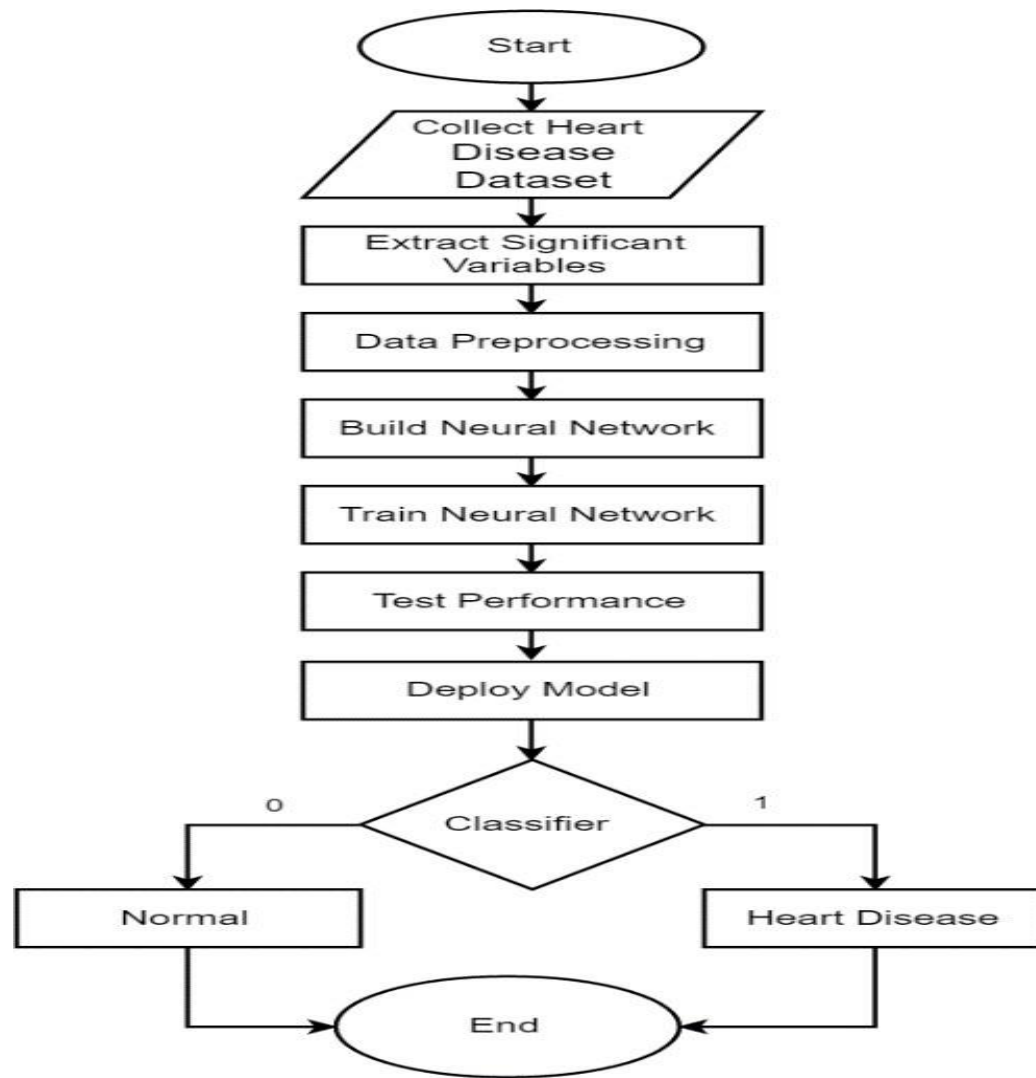 Start
Collect Heart
Disease
Dataset
Extract Significant
Variables
Data Preprocessing
Build Neural Network
Train Neural Network
Test Performance
Deploy Model
0
1
Classifier
Normal
Heart Disease
End